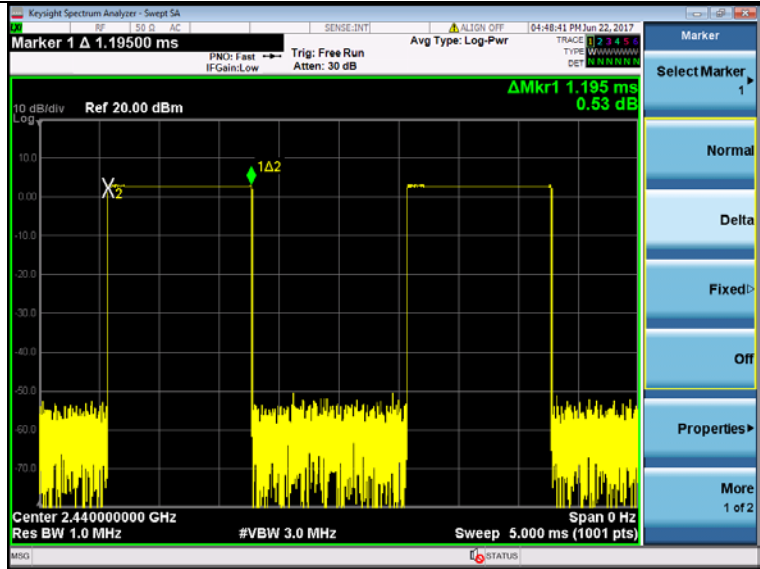 Keysight Spectrum Analyzer - Swept SA
LXI RF 50 Ω AC SENSE:INT ALIGN OFF 04:48:41 PM Jun 22, 2017
Marker 1 Δ 1.19500 ms
PNO: Fast
IFGain:Low
Trig: Free Run
Atten: 30 dB
Avg Type: Log-Pwr
TRACE 1 2 3 4 5 6
TYPE WWWWWW
DET N N N N N N
ΔMkr1 1.195 ms
0.53 dB
10 dB/div Ref 20.00 dBm
Log
10.0
0.00
-10.0
-20.0
-30.0
-40.0
-50.0
-60.0
-70.0
1Δ2
2
Center 2.440000000 GHz
Span 0 Hz
Res BW 1.0 MHz
#VBW 3.0 MHz
Sweep 5.000 ms (1001 pts)
MSG
STATUS
Marker
Select Marker
1
Normal
Delta
Fixed
Off
Properties
More
1 of 2